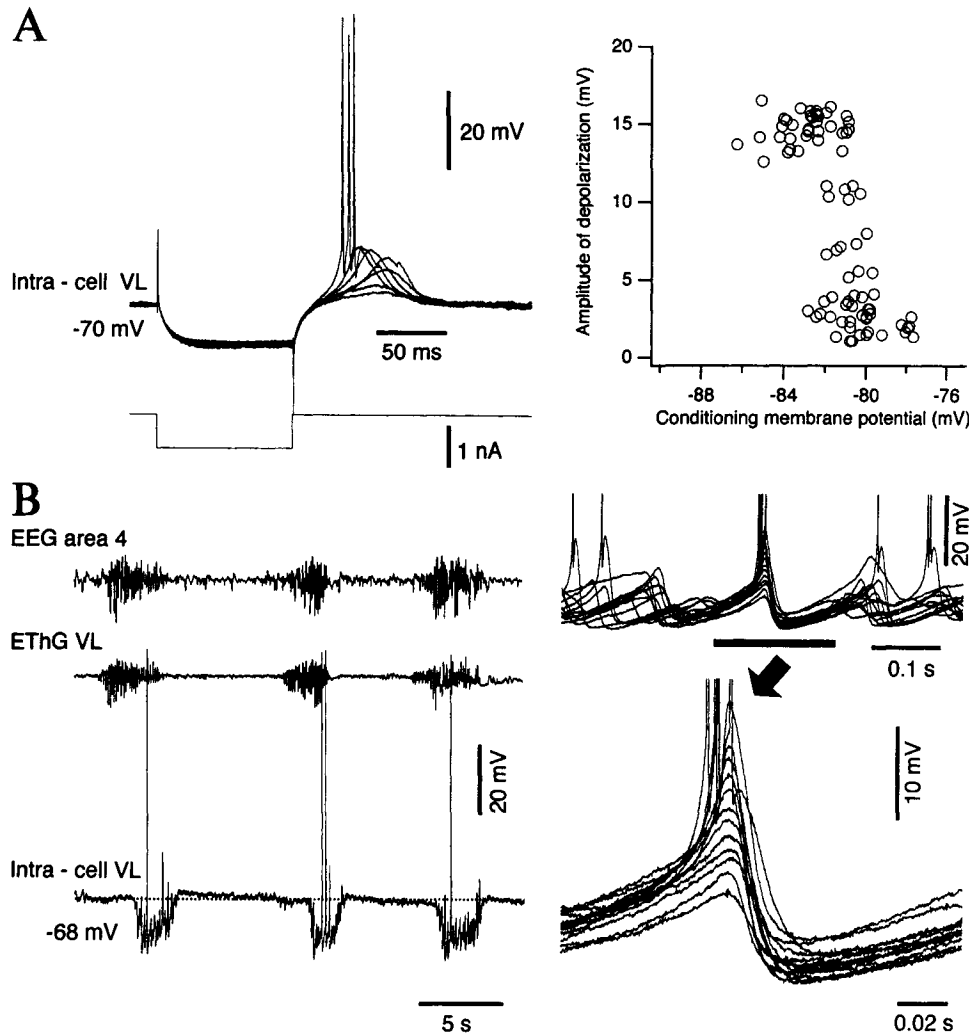 A
20 mV
Intra - cell VL
-70 mV
50 ms
1 nA
Amplitude of depolarization (mV)
20
15
10
5
0
-88
-84
-80
-76
Conditioning membrane potential (mV)
B
EEG area 4
EThG VL
20 mV
Intra - cell VL
-68 mV
5 s
20 mV
0.1 s
10 mV
0.02 s